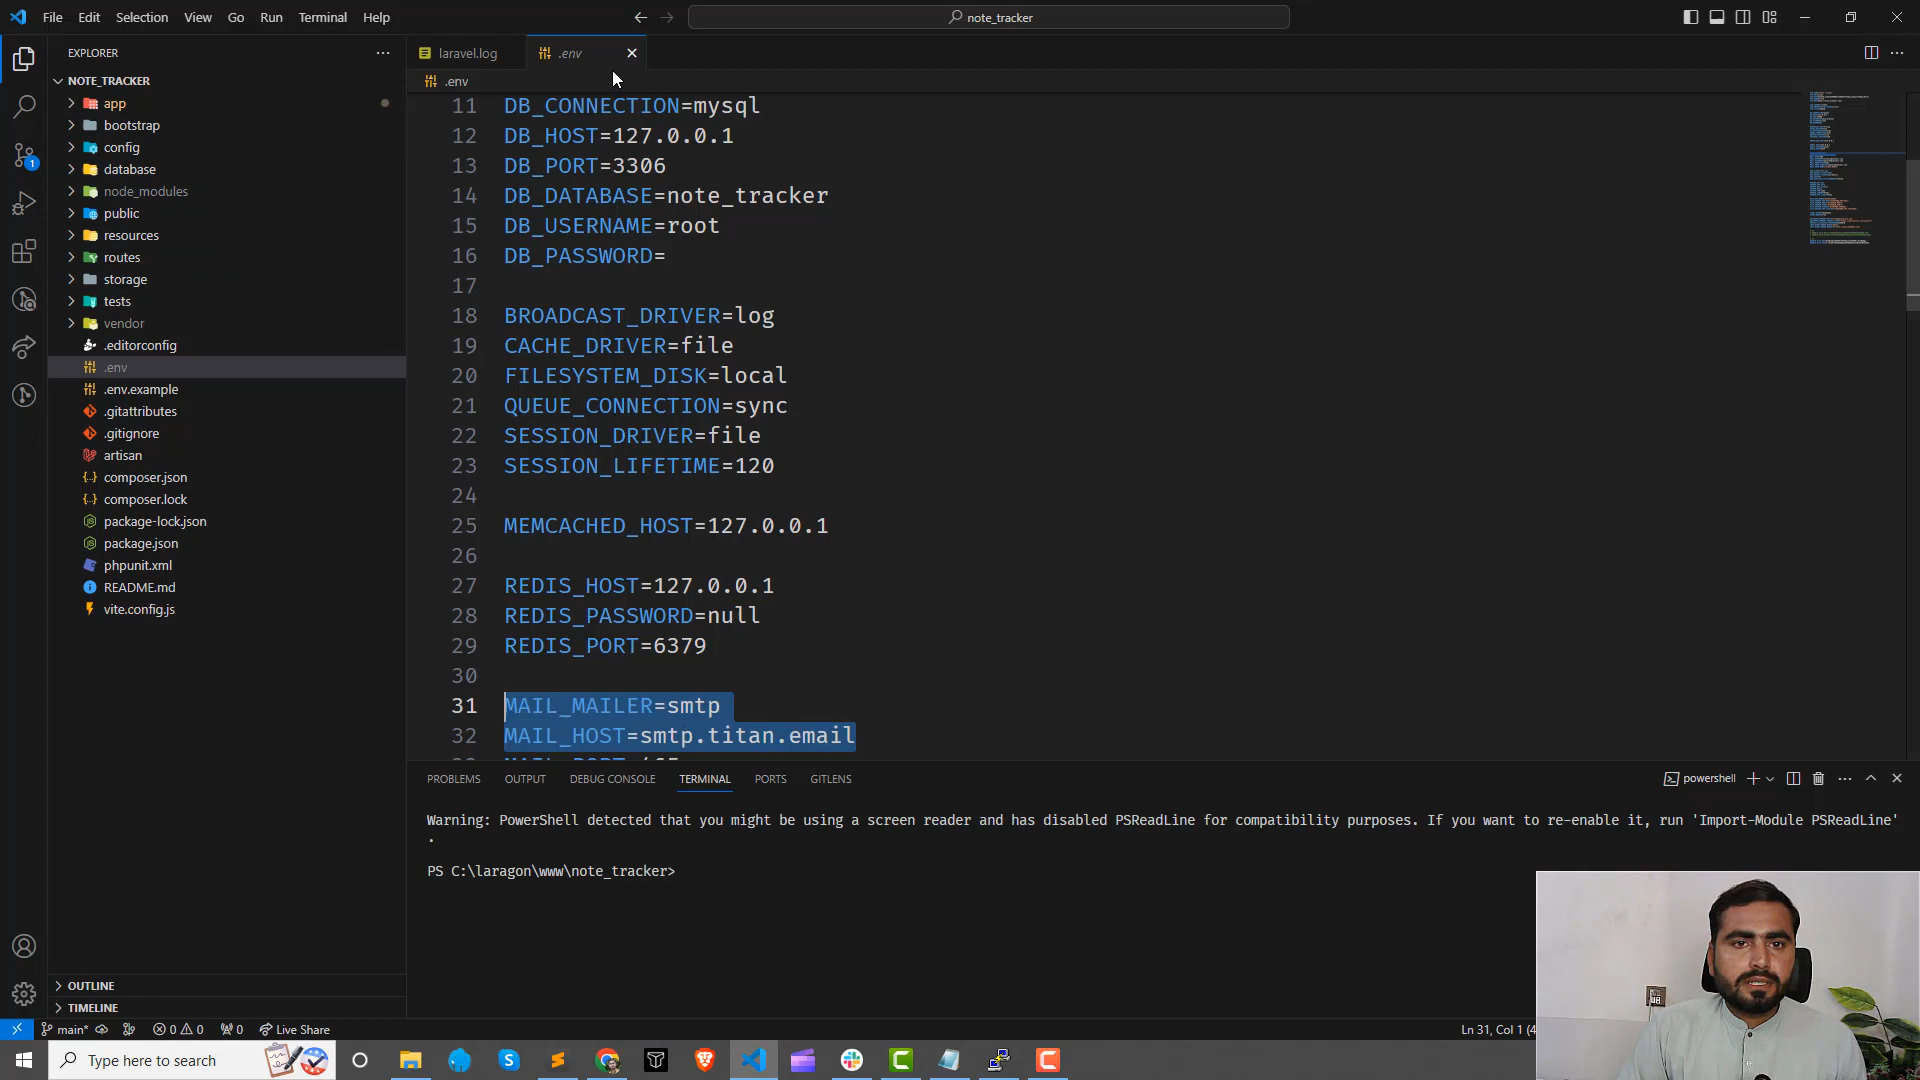 File Edit Selection View Go Run Terminal Help
note_tracker
EXPLORER
NOTE_TRACKER
app
bootstrap
config
database
node_modules
public
resources
routes
storage
tests
vendor
.editorconfig
.env
.env.example
.gitattributes
.gitignore
artisan
composer.json
composer.lock
package-lock.json
package.json
phpunit.xml
README.md
vite.config.js
OUTLINE
TIMELINE
laravel.log
.env
.env
11 DB_CONNECTION=mysql
12 DB_HOST=127.0.0.1
13 DB_PORT=3306
14 DB_DATABASE=note_tracker
15 DB_USERNAME=root
16 DB_PASSWORD=
17
18 BROADCAST_DRIVER=log
19 CACHE_DRIVER=file
20 FILESYSTEM_DISK=local
21 QUEUE_CONNECTION=sync
22 SESSION_DRIVER=file
23 SESSION_LIFETIME=120
24
25 MEMCACHED_HOST=127.0.0.1
26
27 REDIS_HOST=127.0.0.1
28 REDIS_PASSWORD=null
29 REDIS_PORT=6379
30
31 MAIL_MAILER=smtp
32 MAIL_HOST=smtp.titan.email
PROBLEMS OUTPUT DEBUG CONSOLE TERMINAL PORTS GITLENS
powershell
Warning: PowerShell detected that you might be using a screen reader and has disabled PSReadLine for compatibility purposes. If you want to re-enable it, run 'Import-Module PSReadLine'
.
PS C:\laragon\www\note_tracker>
main* 0 0 0 Live Share
Ln 31, Col 1 (4
Type here to search